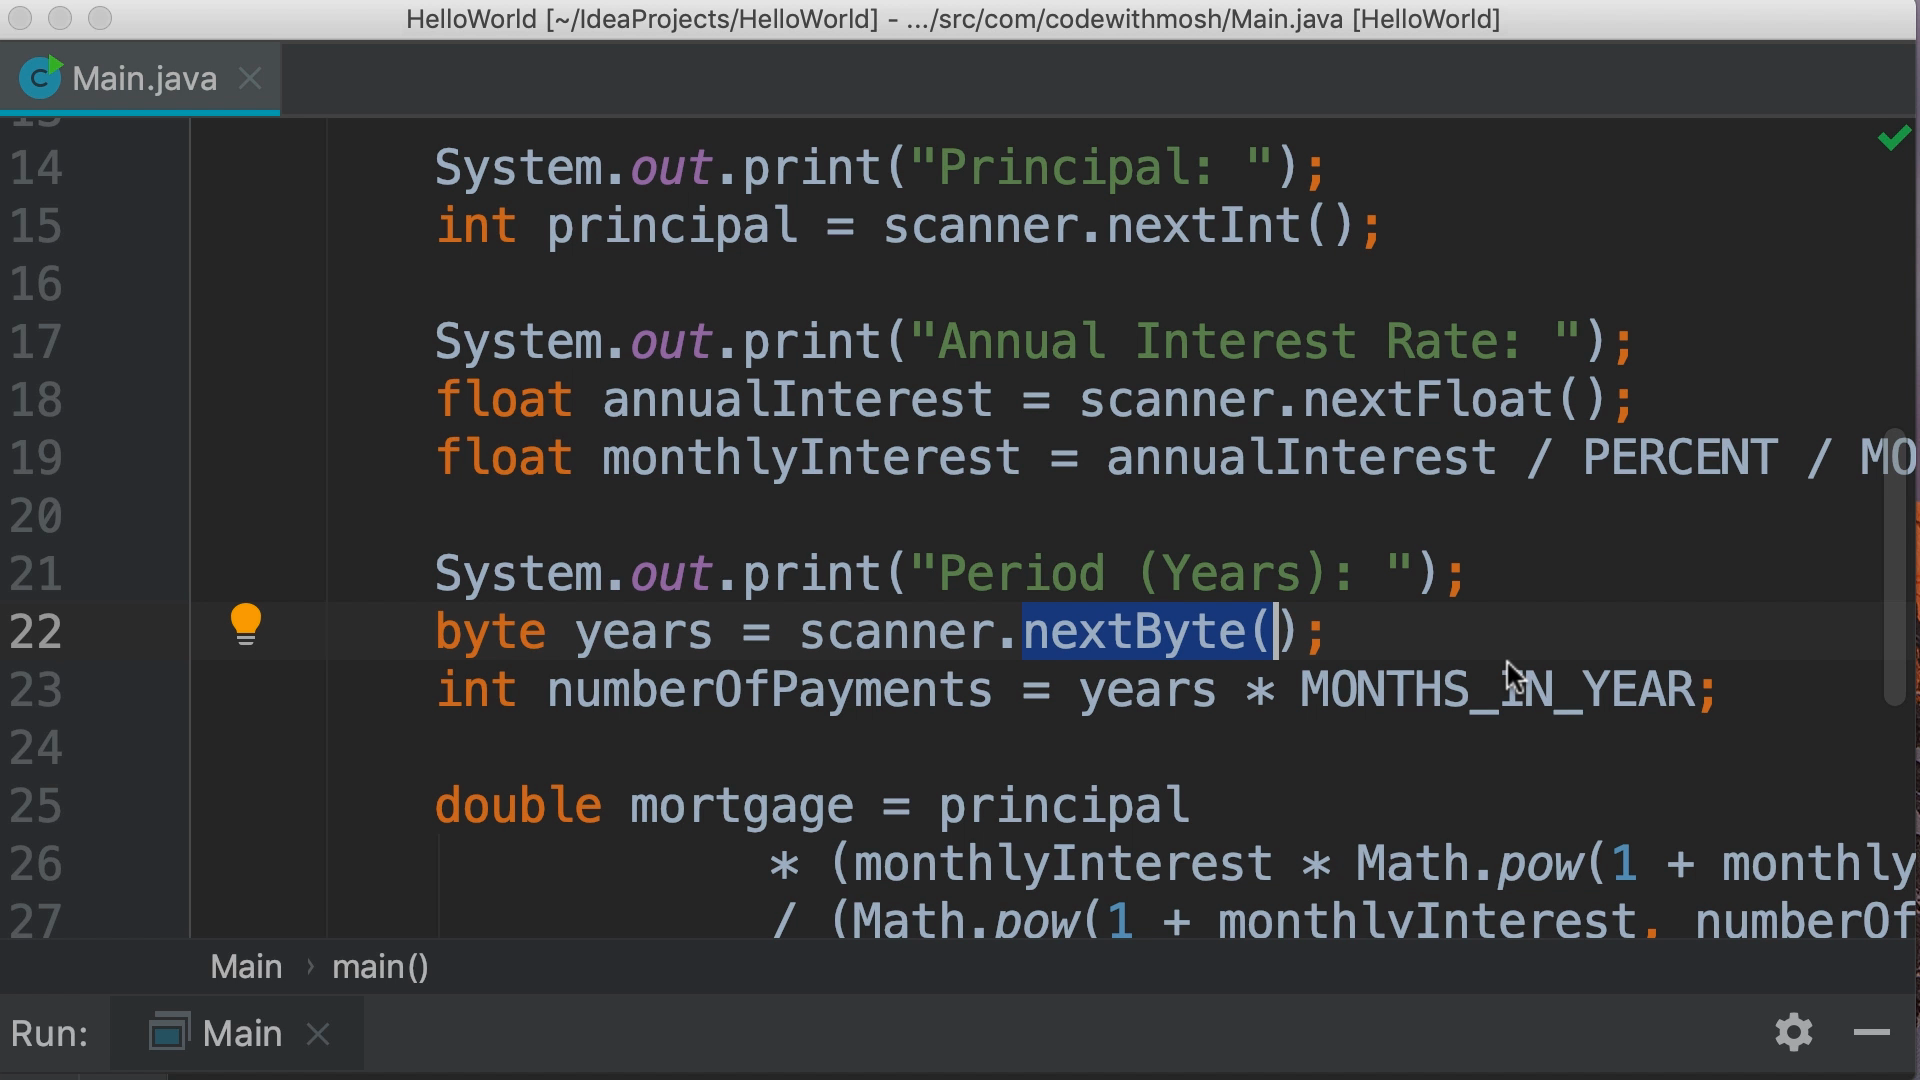 HelloWorld [~/IdeaProjects/HelloWorld] - .../src/com/codewithmosh/Main.java [HelloWorld]
Main.java
14 System.out.print("Principal: ");
15 int principal = scanner.nextInt();
16
17 System.out.print("Annual Interest Rate: ");
18 float annualInterest = scanner.nextFloat();
19 float monthlyInterest = annualInterest / PERCENT / MO
20
21 System.out.print("Period (Years): ");
22 byte years = scanner.nextByte();
23 int numberOfPayments = years * MONTHS_IN_YEAR;
24
25 double mortgage = principal
26 * (monthlyInterest * Math.pow(1 + monthly
27 / (Math.pow(1 + monthlyInterest, numberOf
Main › main()
Run: Main